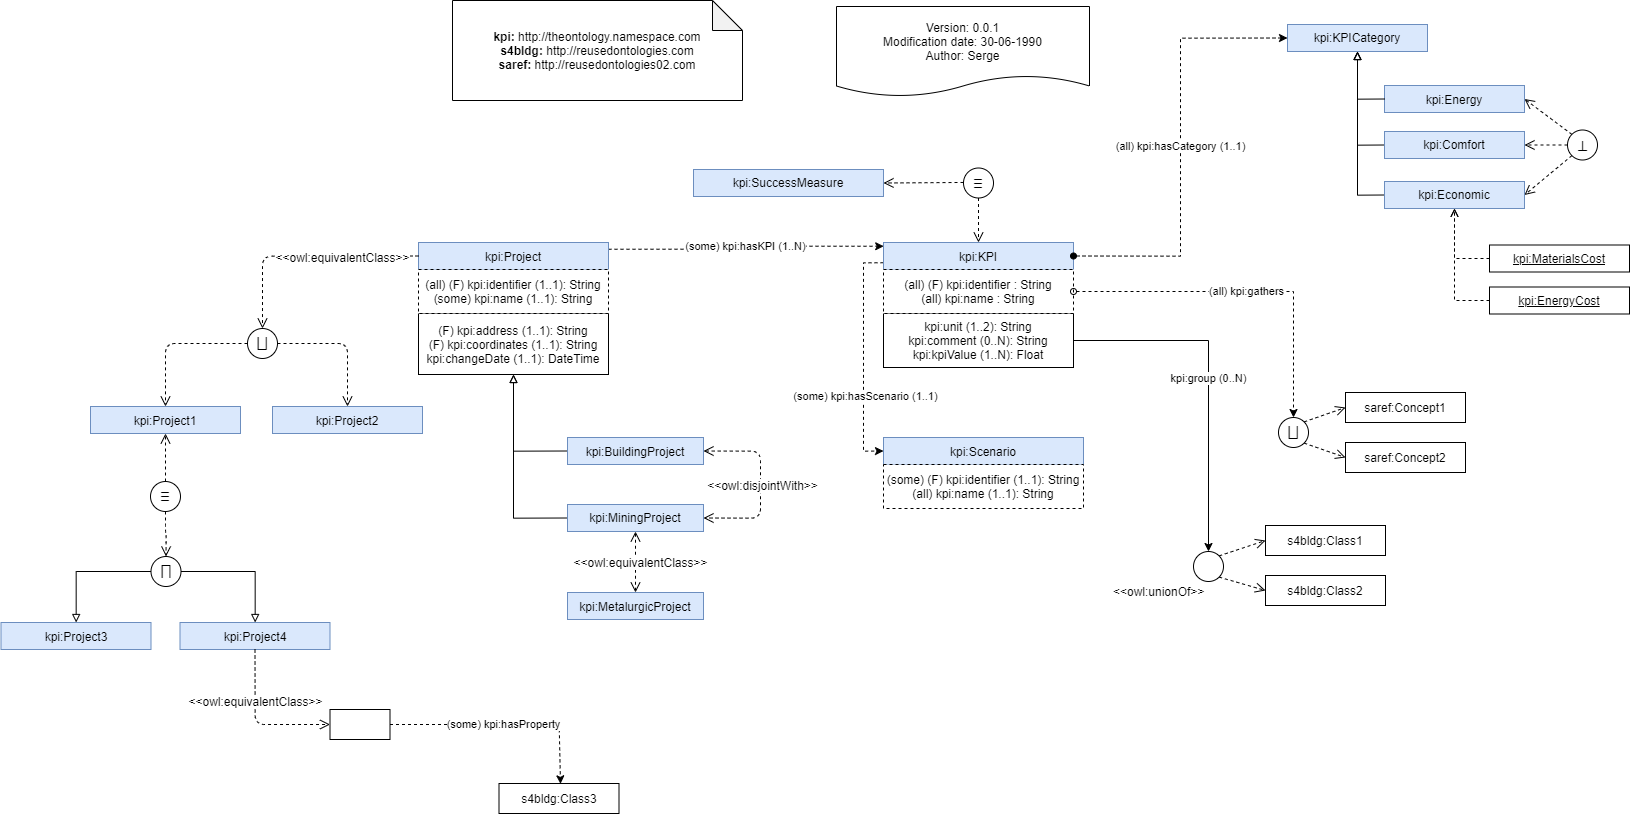 kpi: http://theontology.namespace.com
s4bldg: http://reusedontologies.com
saref: http://reusedontologies02.com
Version: 0.0.1
Modification date: 30-06-1990
Author: Serge
kpi:KPICategory
kpi:Energy
kpi:Comfort
kpi:Economic
⊥
(all) kpi:hasCategory (1..1)
kpi:MaterialsCost
kpi:EnergyCost
kpi:SuccessMeasure
≡
<<owl:equivalentClass>>
kpi:Project
(all) (F) kpi:identifier (1..1): String
(some) kpi:name (1..1): String
(F) kpi:address (1..1): String
(F) kpi:coordinates (1..1): String
kpi:changeDate (1..1): DateTime
(some) kpi:hasKPI (1..N)
kpi:KPI
(all) (F) kpi:identifier : String
(all) kpi:name : String
kpi:unit (1..2): String
kpi:comment (0..N): String
kpi:kpiValue (1..N): Float
(all) kpi:gathers
kpi:group (0..N)
(some) kpi:hasScenario (1..1)
⊔
kpi:Project1
kpi:Project2
≡
⊓
kpi:Project3
kpi:Project4
<<owl:equivalentClass>>
(some) kpi:hasProperty
s4bldg:Class3
kpi:BuildingProject
<<owl:disjointWith>>
kpi:MiningProject
<<owl:equivalentClass>>
kpi:MetalurgicProject
kpi:Scenario
(some) (F) kpi:identifier (1..1): String
(all) kpi:name (1..1): String
⊔
saref:Concept1
saref:Concept2
s4bldg:Class1
s4bldg:Class2
<<owl:unionOf>>